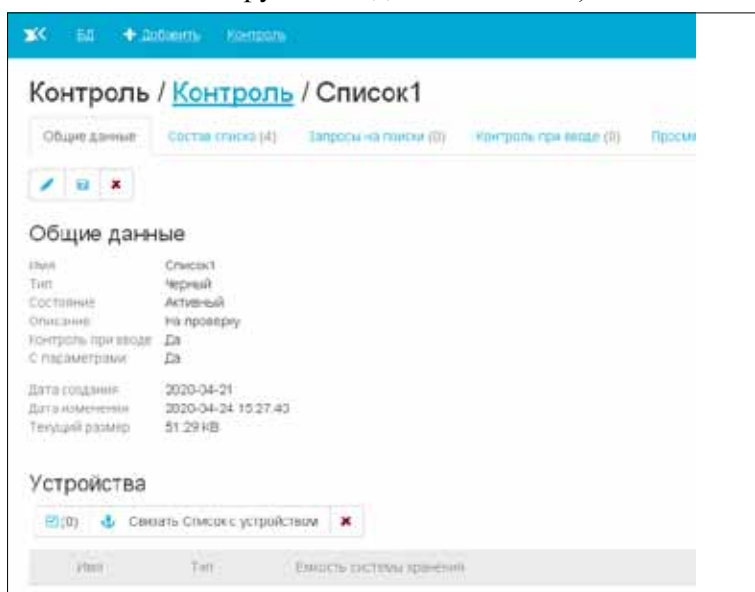 БД Добавить Контроль
Контроль / Контроль / Список1
Общие данные Состав списка (4) Запросы на поиски (0) Контроль при вводе (0) Просм
Общие данные
Имя Список1
Тип Черный
Состояние Активный
Описание На проверку
Контроль при вводе Да
С параметрами Да
Дата создания 2020-04-21
Дата изменения 2020-04-24 15:27:43
Текущий размер 51.29 kB
Устройства
(0) Связать Список с устройством
Имя Тип Емкость системы хранения